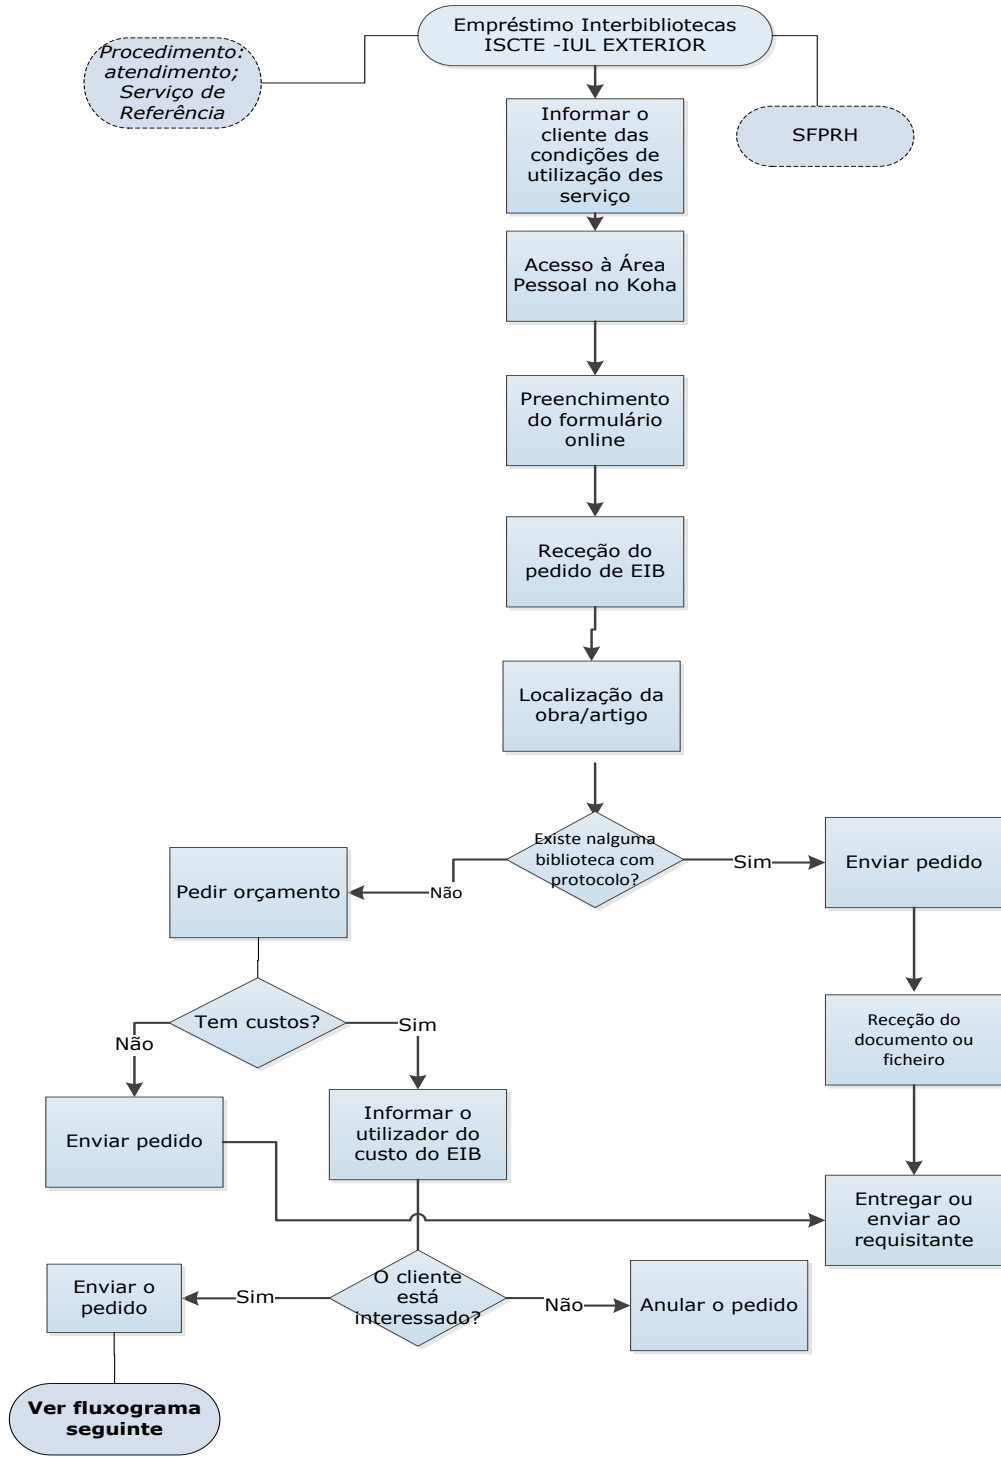 Empréstimo Interbibliotecas
ISCTE -IUL EXTERIOR
Procedimento:
atendimento;
Serviço de
Referência
SFPRH
Informar o
cliente das
condições de
utilização des
serviço
Acesso à Área
Pessoal no Koha
Preenchimento
do formulário
online
Receção do
pedido de EIB
Localização da
obra/artigo
Existe nalguma
biblioteca com
protocolo?
Sim
Enviar pedido
Não
Pedir orçamento
Receção do
documento ou
ficheiro
Tem custos?
Não
Sim
Enviar pedido
Informar o
utilizador do
custo do EIB
Entregar ou
enviar ao
requisitante
O cliente
está
interessado?
Sim
Enviar o
pedido
Não
Anular o pedido
Ver fluxograma
seguinte